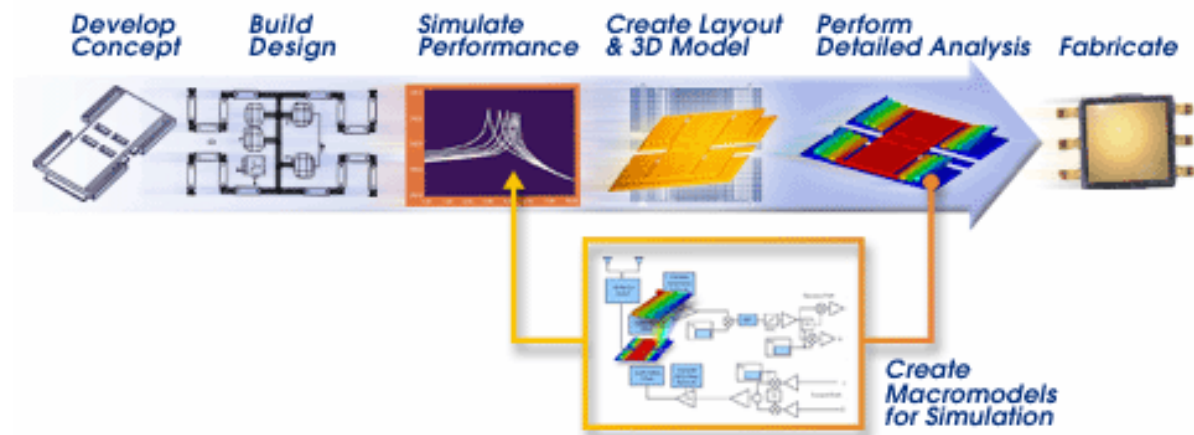 Develop
Concept
Build
Design
Simulate
Performance
Create Layout
& 3D Model
Perform
Detailed Analysis
Fabricate
Create
Macromodels
for Simulation